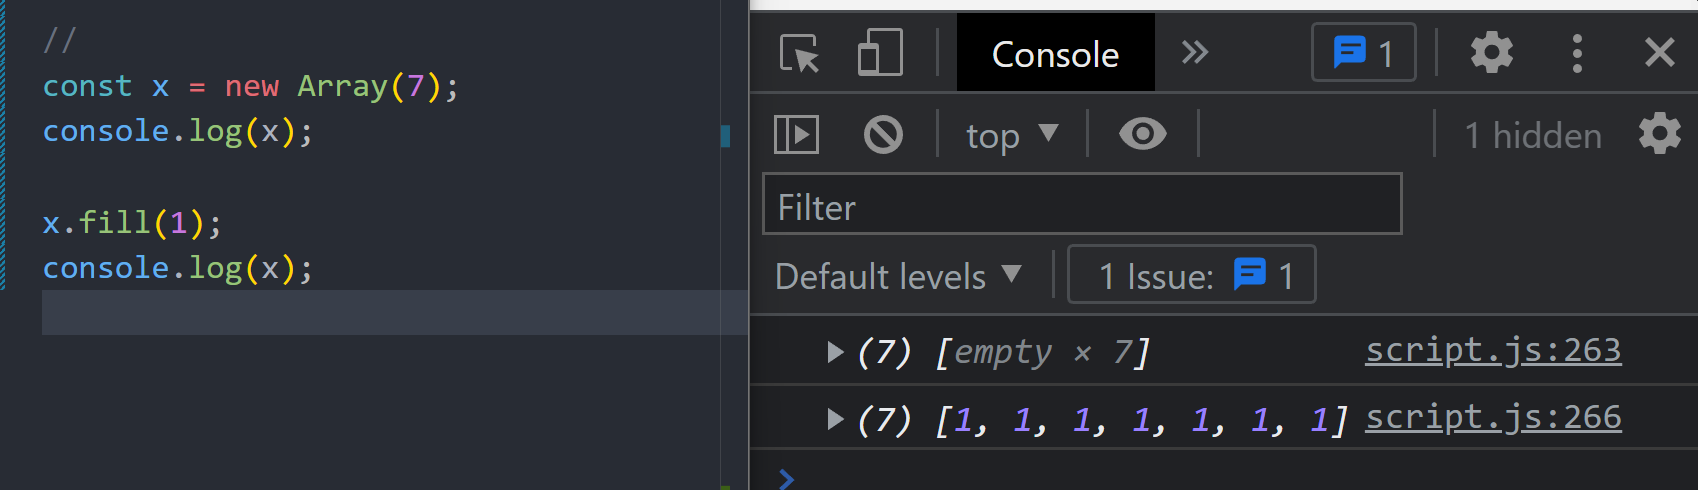 //
const x = new Array(7);
console.log(x);
x.fill(1);
console.log(x);
Console
1
top
1 hidden
Filter
Default levels
1 Issue: 1
(7) [empty × 7] script.js:263
(7) [1, 1, 1, 1, 1, 1, 1] script.js:266